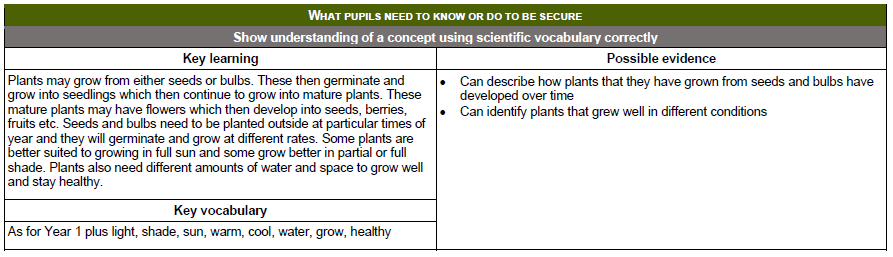 WHAT PUPILS NEED TO KNOW OR DO TO BE SECURE
Show understanding of a concept using scientific vocabulary correctly
Key learning
Plants may grow from either seeds or bulbs. These then germinate and
grow into seedlings which then continue to grow into mature plants. These
mature plants may have flowers which then develop into seeds, berries,
fruits etc. Seeds and bulbs need to be planted outside at particular times of
year and they will germinate and grow at different rates. Some plants are
better suited to growing in full sun and some grow better in partial or full
shade. Plants also need different amounts of water and space to grow well
and stay healthy.
Key vocabulary
As for Year 1 plus light, shade, sun, warm, cool, water, grow, healthy
Possible evidence
• Can describe how plants that they have grown from seeds and bulbs have
developed over time
• Can identify plants that grew well in different conditions